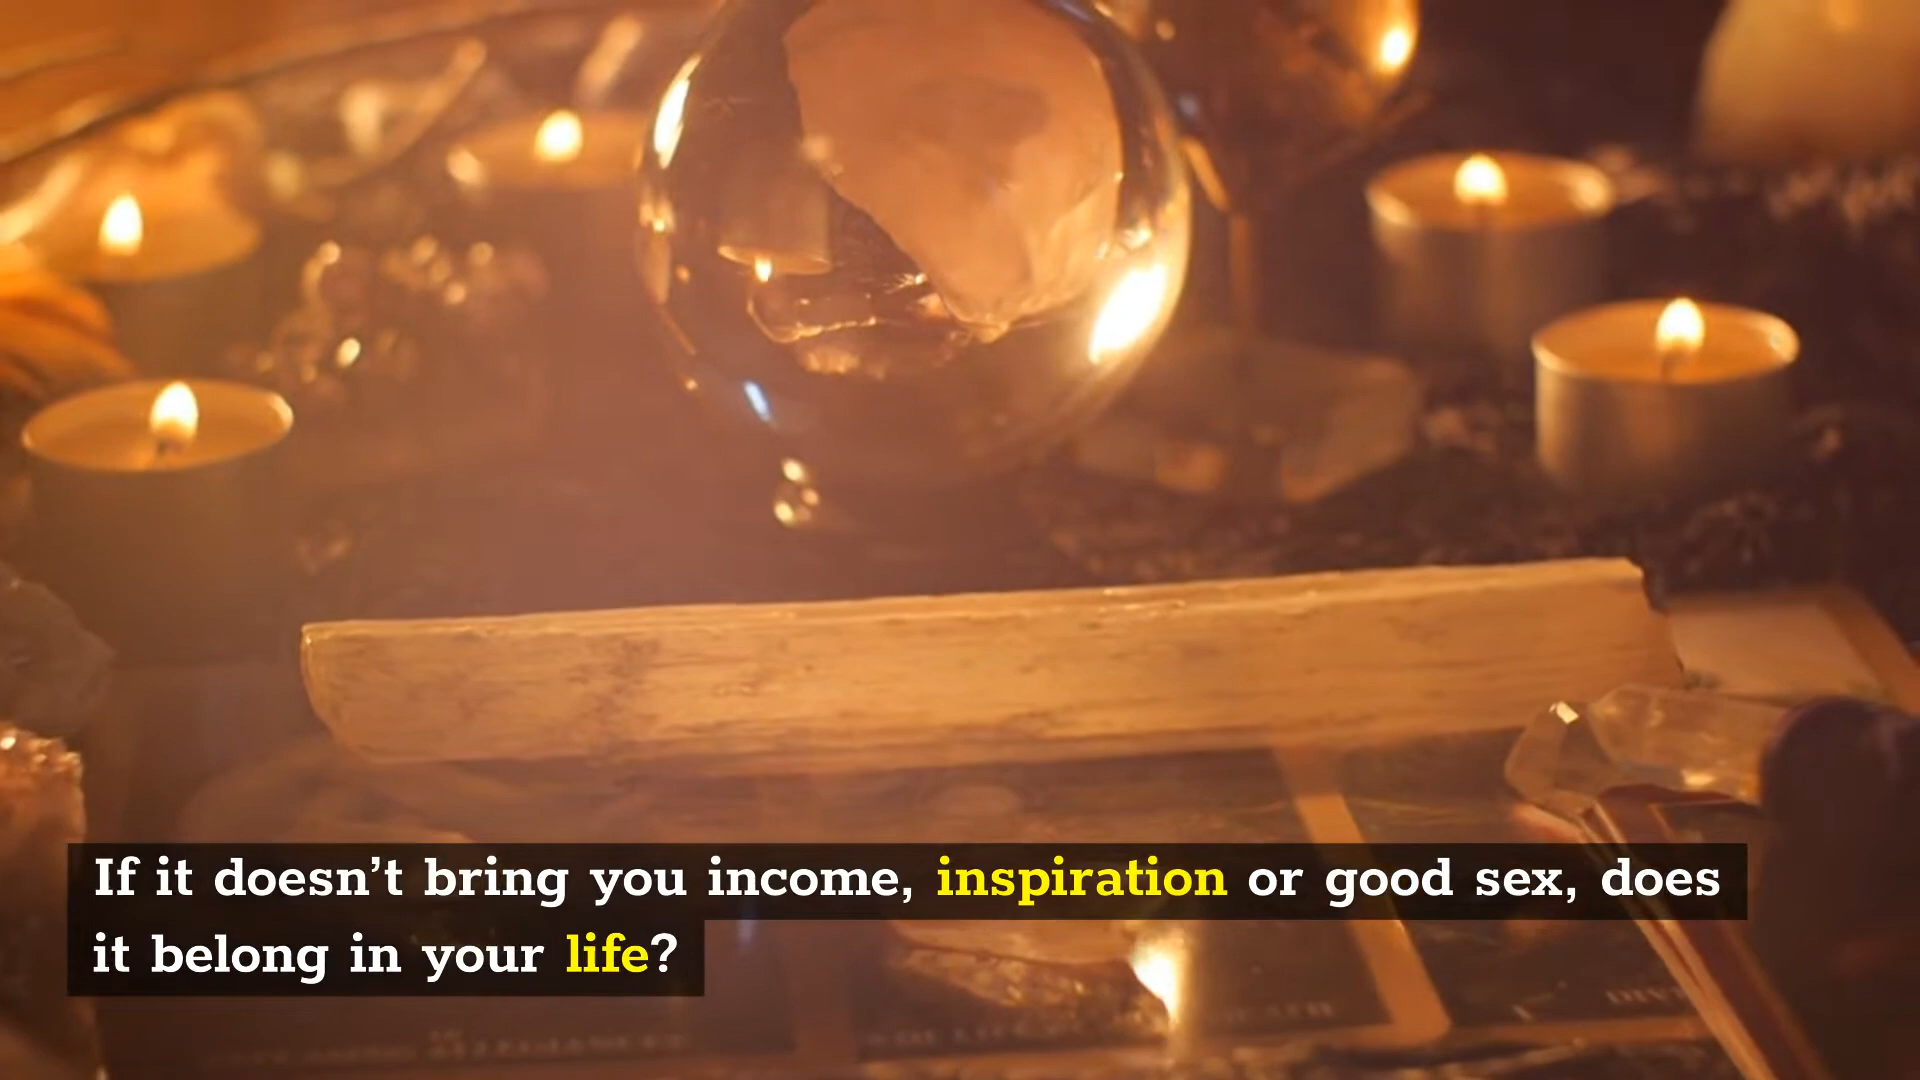 If it doesn’t bring you income, inspiration or good sex, does
it belong in your life?